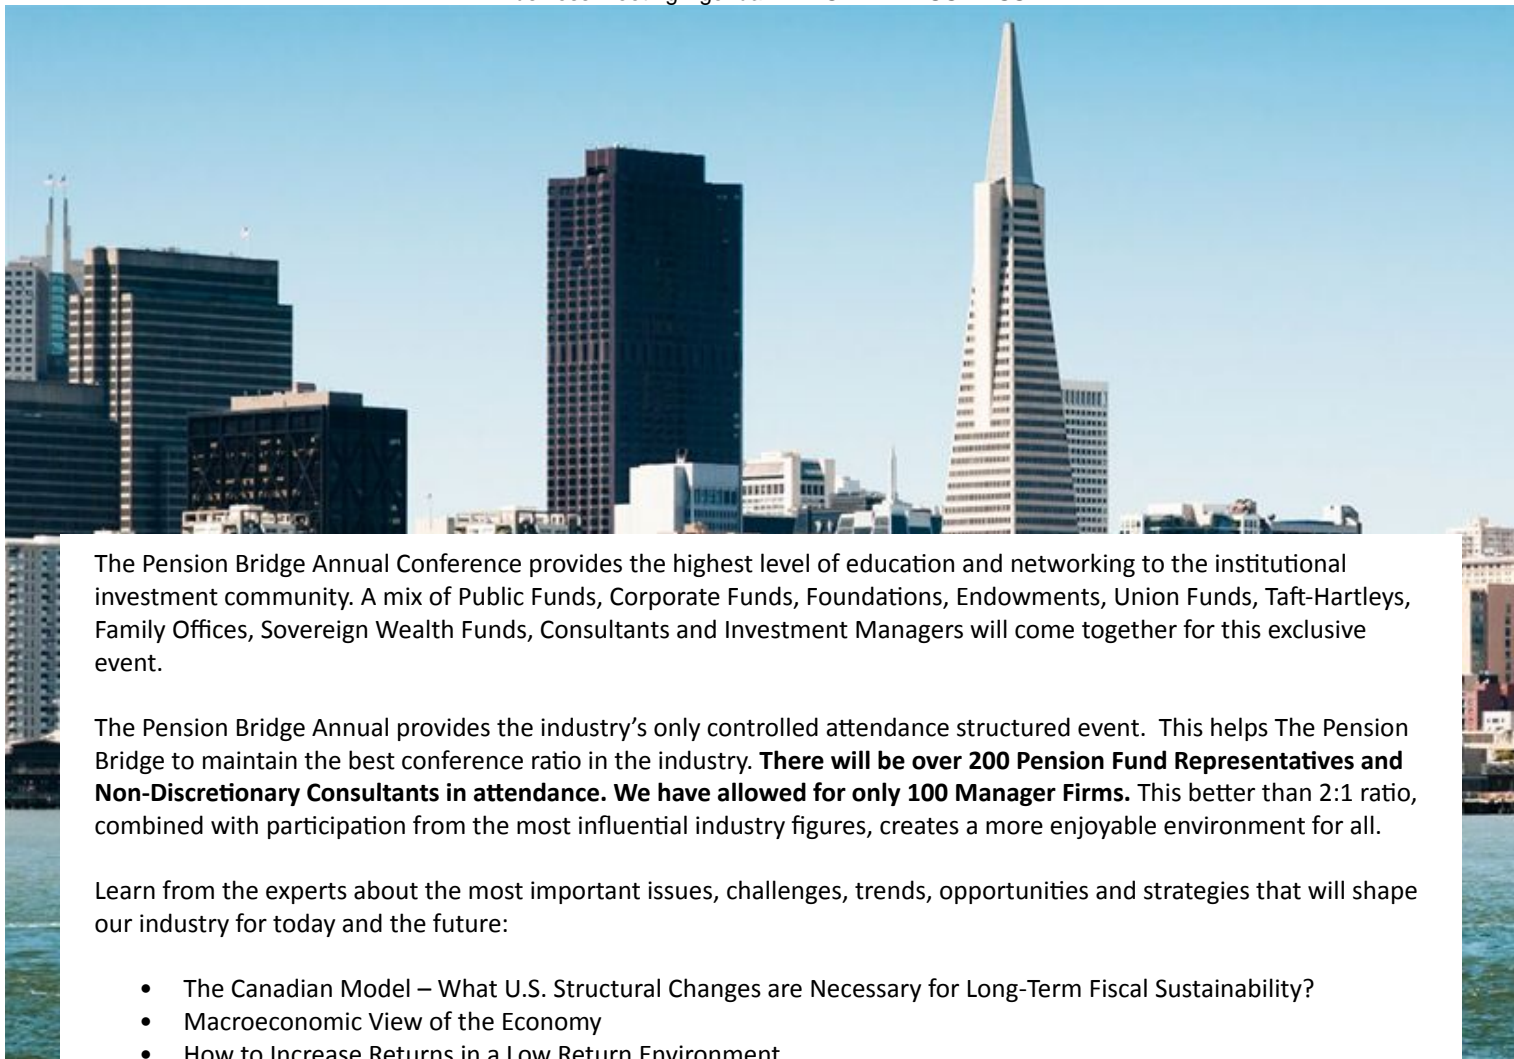 The Pension Bridge Annual Conference provides the highest level of education and networking to the institutional
investment community. A mix of Public Funds, Corporate Funds, Foundations, Endowments, Union Funds, Taft-Hartleys,
Family Offices, Sovereign Wealth Funds, Consultants and Investment Managers will come together for this exclusive
event.
The Pension Bridge Annual provides the industry’s only controlled attendance structured event.  This helps The Pension
Bridge to maintain the best conference ratio in the industry. There will be over 200 Pension Fund Representatives and
Non-Discretionary Consultants in attendance. We have allowed for only 100 Manager Firms. This better than 2:1 ratio,
combined with participation from the most influential industry figures, creates a more enjoyable environment for all.
Learn from the experts about the most important issues, challenges, trends, opportunities and strategies that will shape
our industry for today and the future:
• The Canadian Model – What U.S. Structural Changes are Necessary for Long-Term Fiscal Sustainability?
• Macroeconomic View of the Economy
• How to Increase Returns in a Low Return Environment